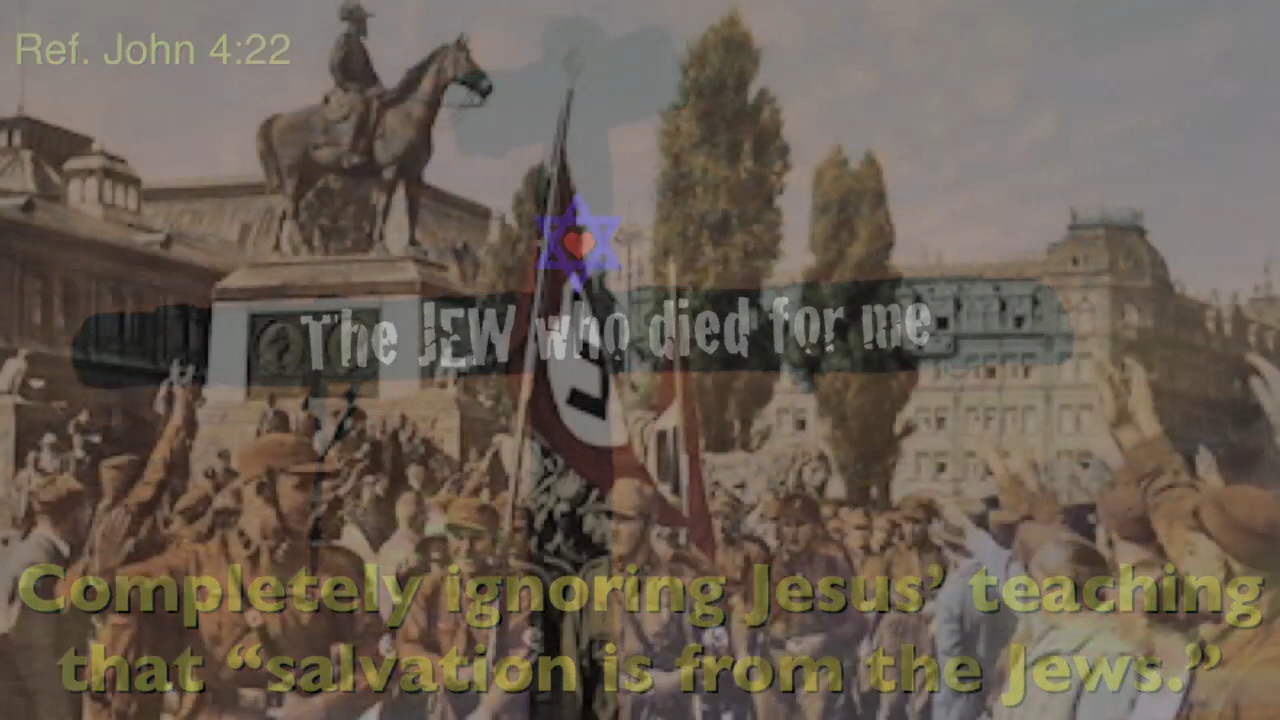 Ref. John 4:22
The JEW who died for me
Completely ignoring Jesus’ teaching
that “salvation is from the Jews.”